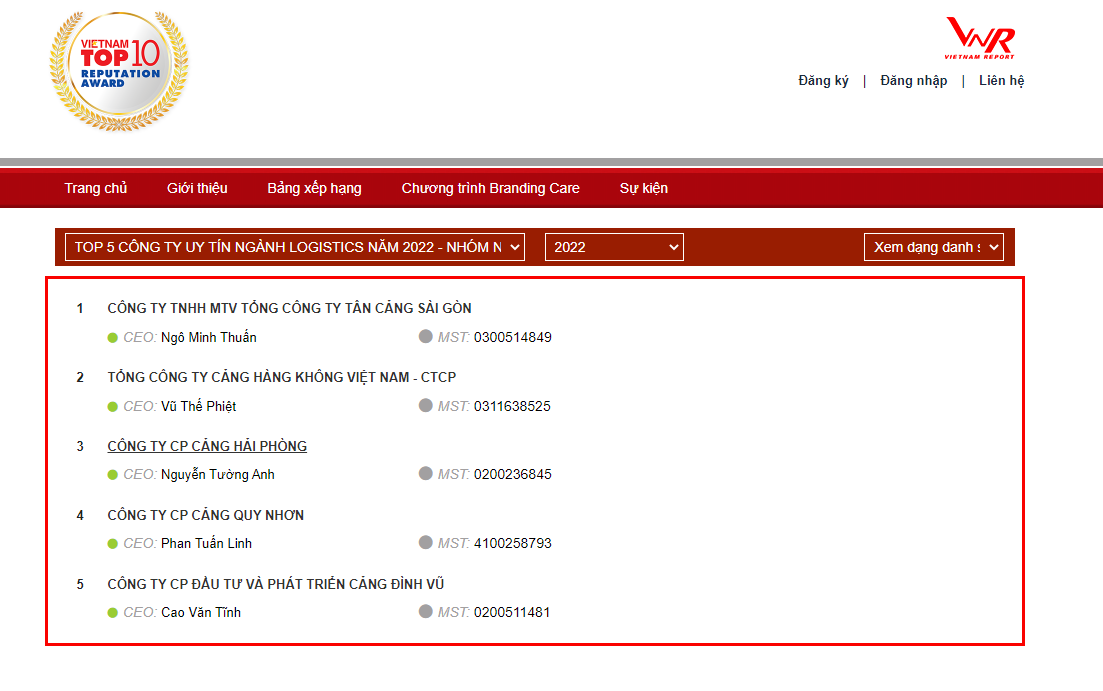 VIETNAM
TOP 10
REPUTATION
AWARD
VNR
VIETNAM REPORT
Đăng ký | Đăng nhập | Liên hệ
Trang chủ Giới thiệu Bảng xếp hạng Chương trình Branding Care Sự kiện
TOP 5 CÔNG TY UY TÍN NGÀNH LOGISTICS NĂM 2022 - NHÓM N 2022 Xem dạng danh s
1 CÔNG TY TNHH MTV TỔNG CÔNG TY TÂN CẢNG SÀI GÒN
CEO: Ngô Minh Thuấn MST: 0300514849
2 TỔNG CÔNG TY CẢNG HÀNG KHÔNG VIỆT NAM - CTCP
CEO: Vũ Thế Phiệt MST: 0311638525
3 CÔNG TY CP CẢNG HẢI PHÒNG
CEO: Nguyễn Tường Anh MST: 0200236845
4 CÔNG TY CP CẢNG QUY NHƠN
CEO: Phan Tuấn Linh MST: 4100258793
5 CÔNG TY CP ĐẦU TƯ VÀ PHÁT TRIỂN CẢNG ĐÌNH VŨ
CEO: Cao Văn Tĩnh MST: 0200511481